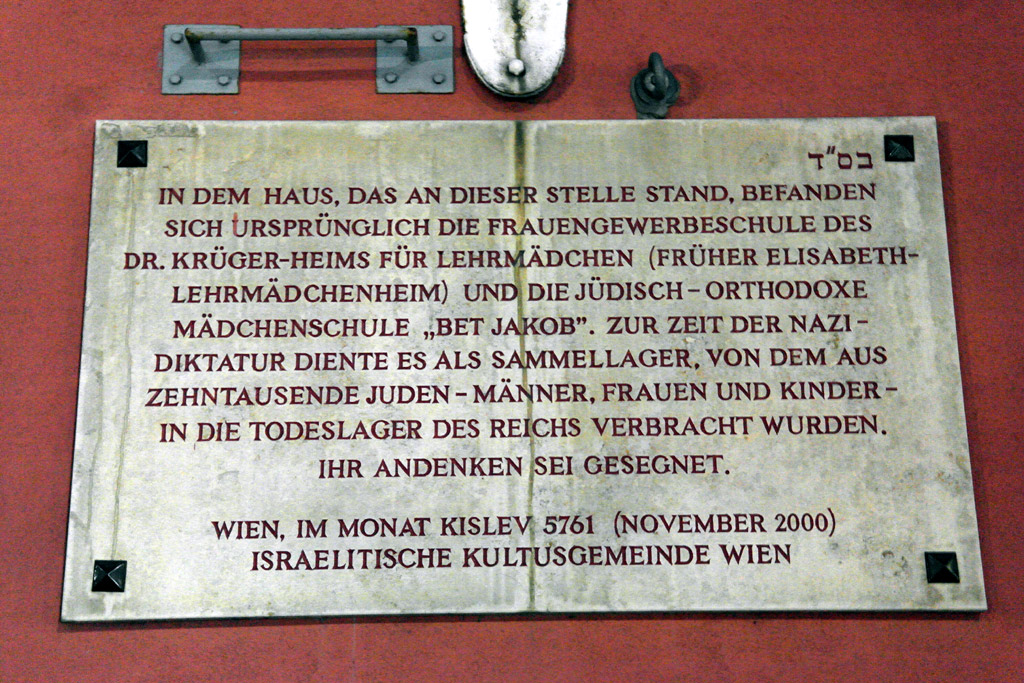 בס״ד
IN DEM HAUS, DAS AN DIESER STELLE STAND, BEFANDEN
SICH URSPRÜNGLICH DIE FRAUENGEWERBESCHULE DES
DR. KRÜGER-HEIMS FÜR LEHRMÄDCHEN (FRÜHER ELISABETH-
LEHRMÄDCHENHEIM) UND DIE JÜDISCH-ORTHODOXE
MÄDCHENSCHULE „BET JAKOB”. ZUR ZEIT DER NAZI-
DIKTATUR DIENTE ES ALS SAMMELLAGER, VON DEM AUS
ZEHNTAUSENDE JUDEN - MÄNNER, FRAUEN UND KINDER -
IN DIE TODESLAGER DES REICHS VERBRACHT WURDEN.
IHR ANDENKEN SEI GESEGNET.
WIEN, IM MONAT KISLEV 5761 (NOVEMBER 2000)
ISRAELITISCHE KULTUSGEMEINDE WIEN